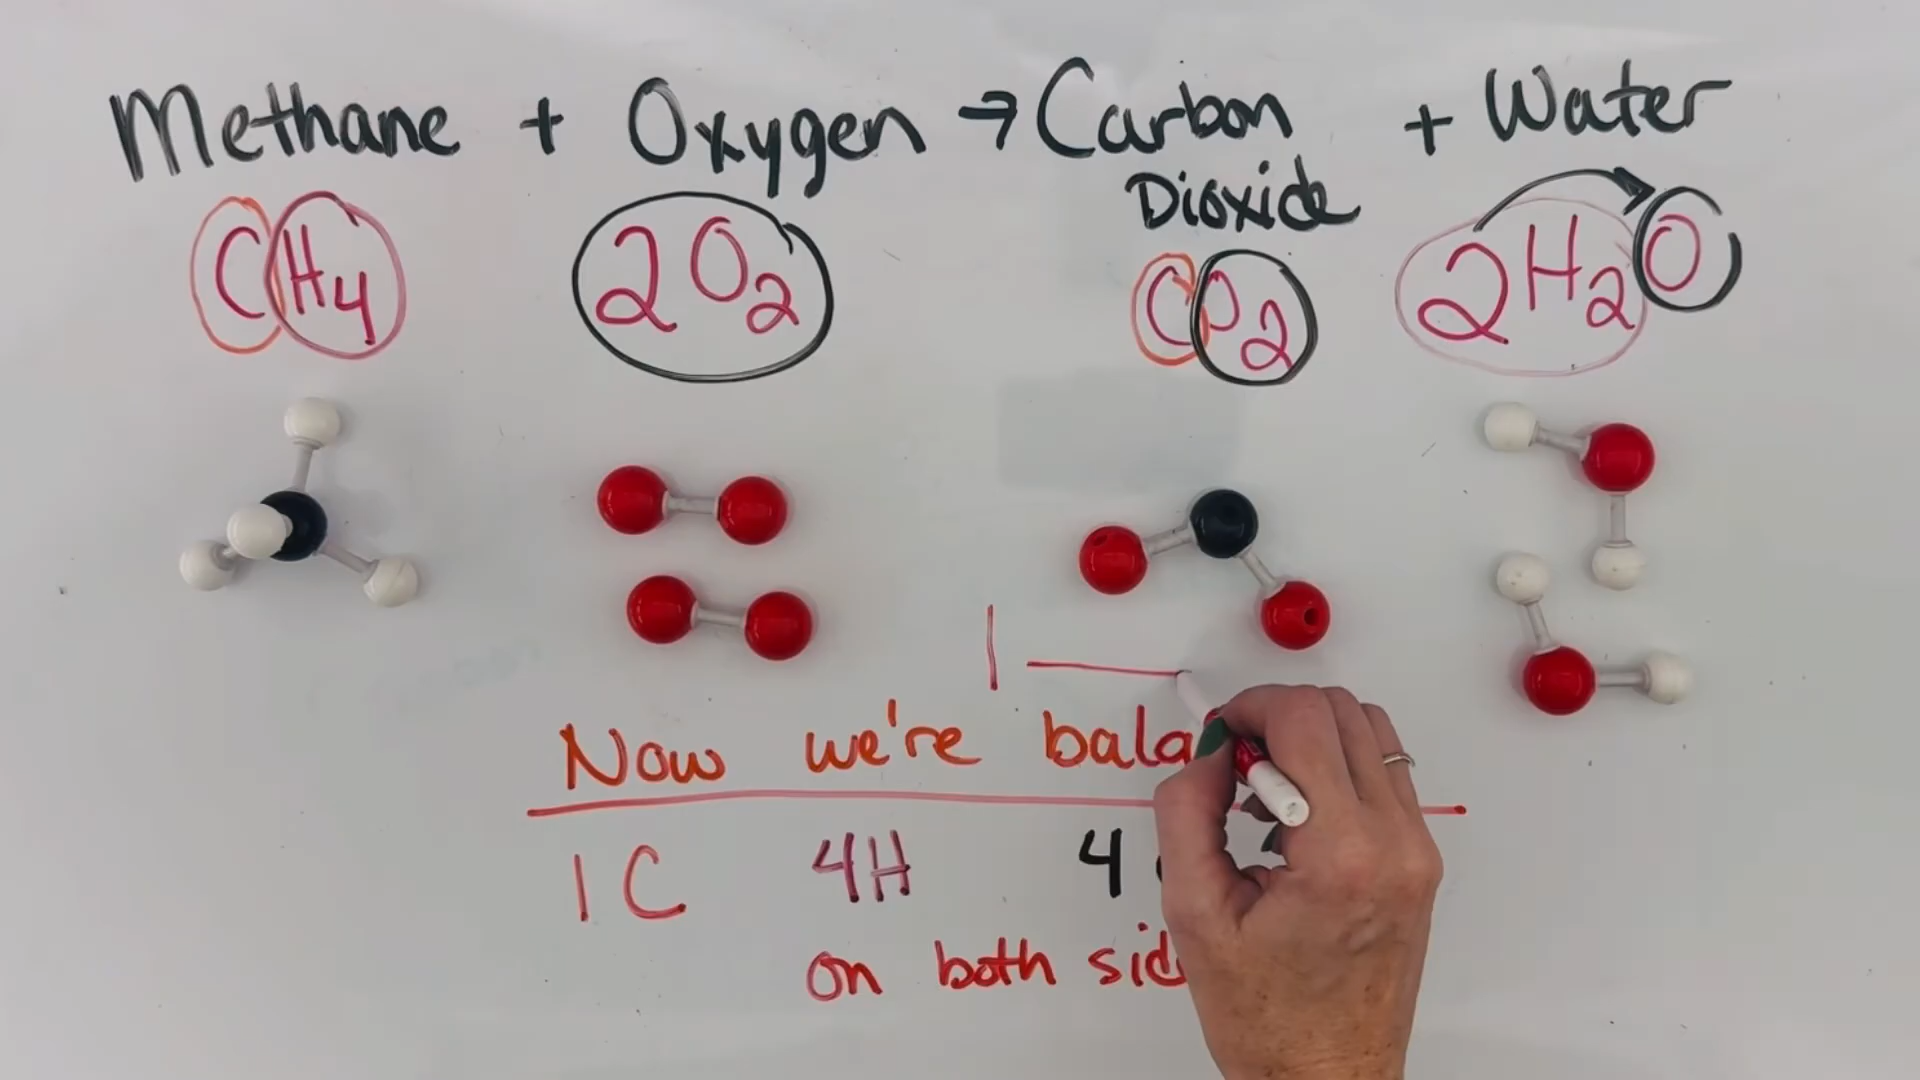 Methane + Oxygen → Carbon + Water
Dioxide
CH4 2O2 CO2 2H2O
Now we're bala
1 C 4H 4
on both sid